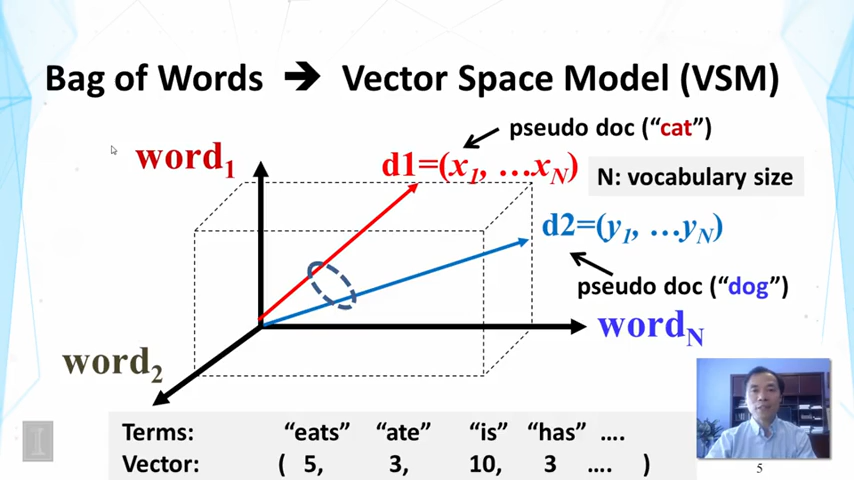 Bag of Words → Vector Space Model (VSM)
pseudo doc (“cat”)
word1
d1=(x1, …xN)
N: vocabulary size
d2=(y1, …yN)
pseudo doc (“dog”)
wordN
word2
Terms: “eats” “ate” “is” “has” ….
Vector: ( 5, 3, 10, 3 …. )
I
5